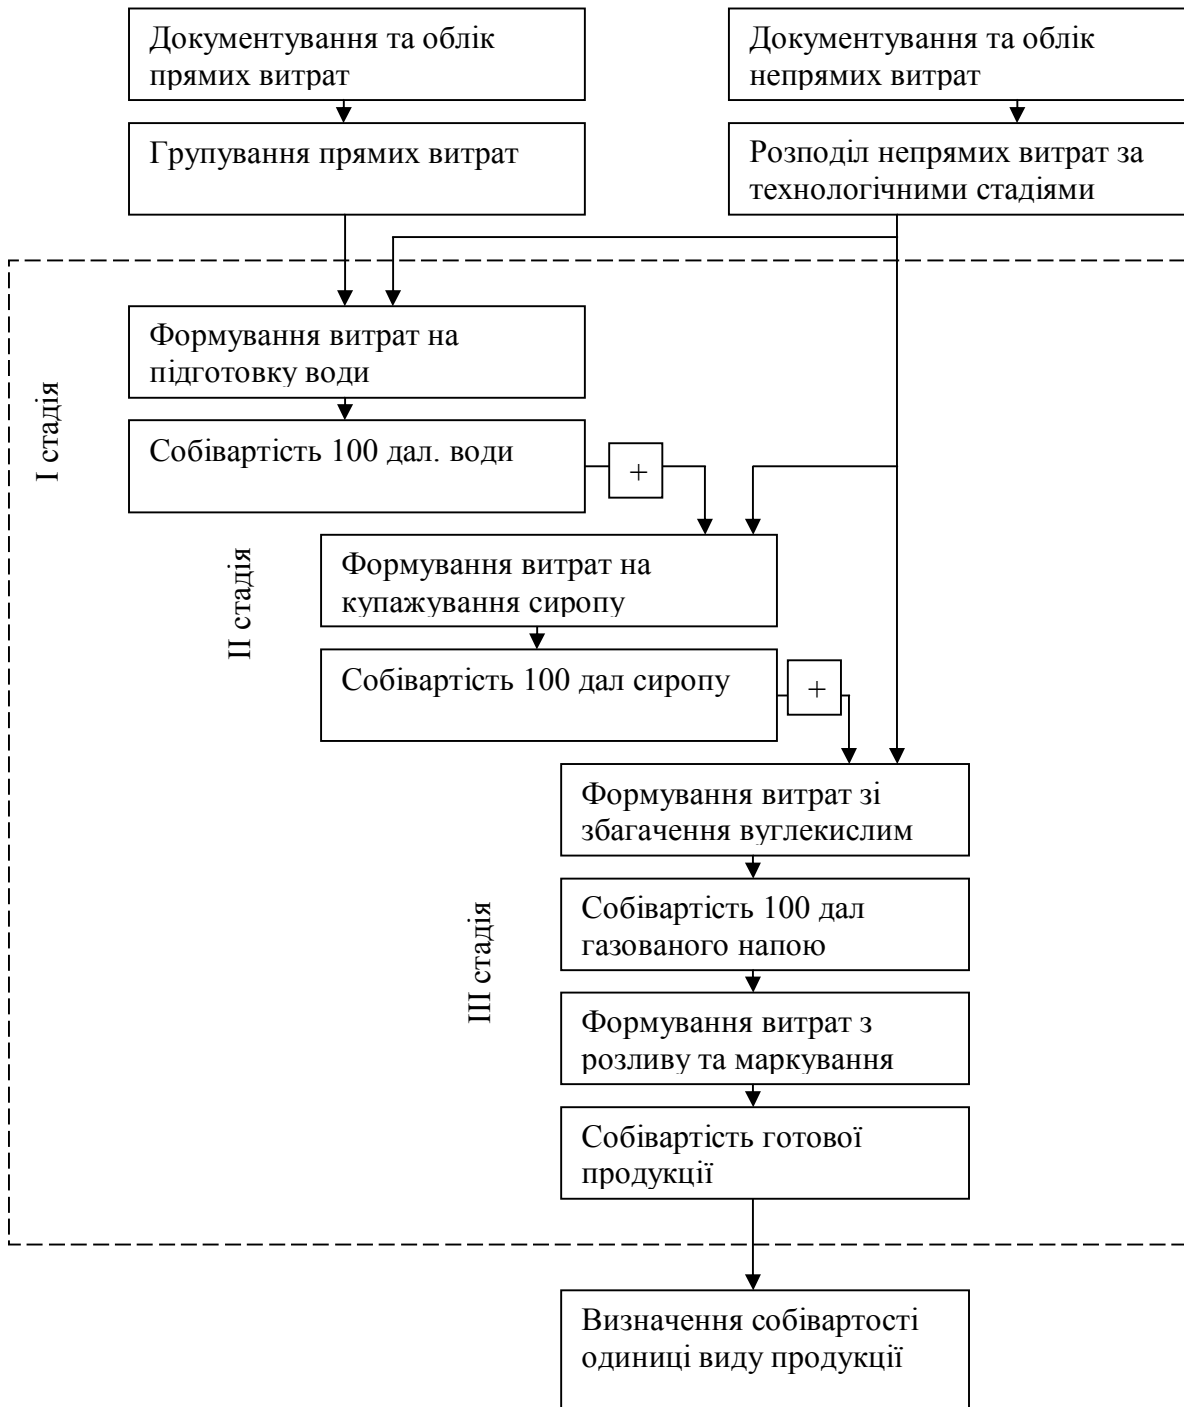 Документування та облік
прямих витрат
Документування та облік
непрямих витрат
Групування прямих витрат
Розподіл непрямих витрат за
технологічними стадіями
І стадія
Формування витрат на
підготовку води
Собівартість 100 дал. води
+
ІІ стадія
Формування витрат на
купажування сиропу
Собівартість 100 дал сиропу
+
ІІІ стадія
Формування витрат зі
збагачення вуглекислим
Собівартість 100 дал
газованого напою
Формування витрат з
розливу та маркування
Собівартість готової
продукції
Визначення собівартості
одиниці виду продукції